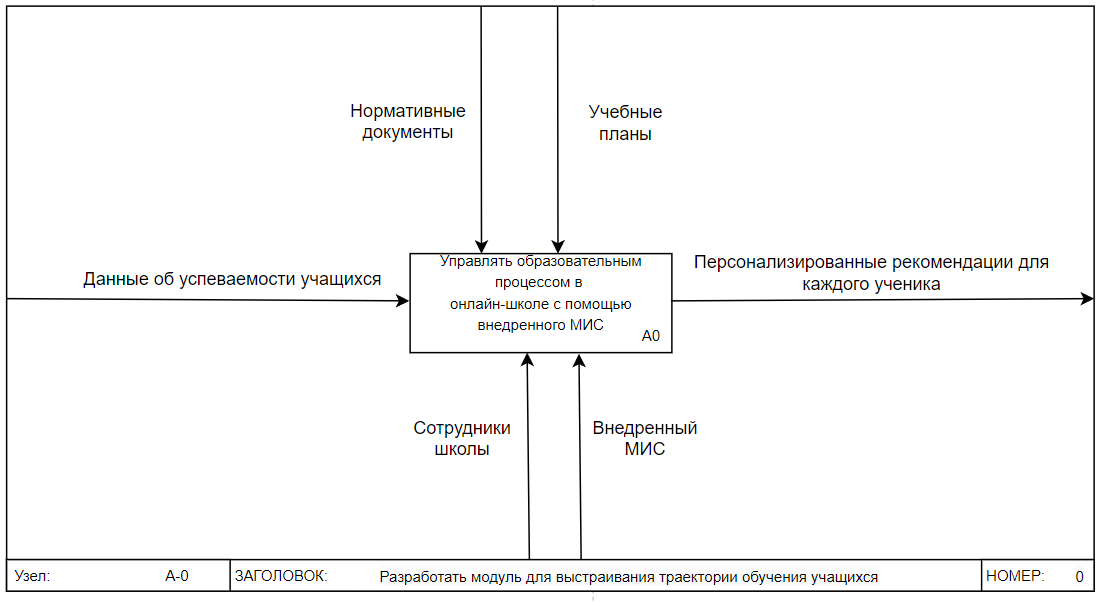 Нормативные
документы
Учебные
планы
Данные об успеваемости учащихся
Управлять образовательным
процессом в
онлайн-школе с помощью
внедренного МИС
А0
Персонализированные рекомендации для
каждого ученика
Сотрудники
школы
Внедренный
МИС
Узел: А-0 ЗАГОЛОВОК: Разработать модуль для выстраивания траектории обучения учащихся НОМЕР: 0